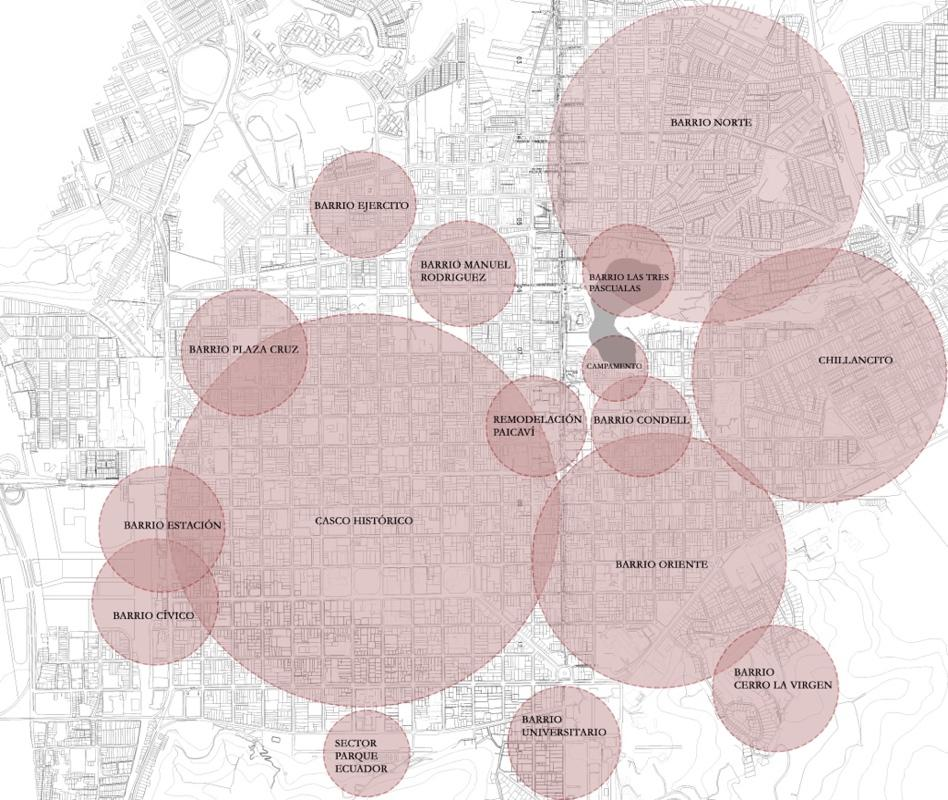 BARRIO NORTE
BARRIO EJERCITO
BARRIO MANUEL
RODRIGUEZ
BARRIO LAS TRES
PASCUALAS
BARRIO PLAZA CRUZ
CHILLANCITO
CAMPAMENTO
REMODELACIÓN
PAICAVÍ
BARRIO CONDELL
BARRIO ESTACIÓN
CASCO HISTÓRICO
BARRIO ORIENTE
BARRIO CÍVICO
BARRIO
CERRO LA VIRGEN
BARRIO
UNIVERSITARIO
SECTOR
PARQUE
ECUADOR